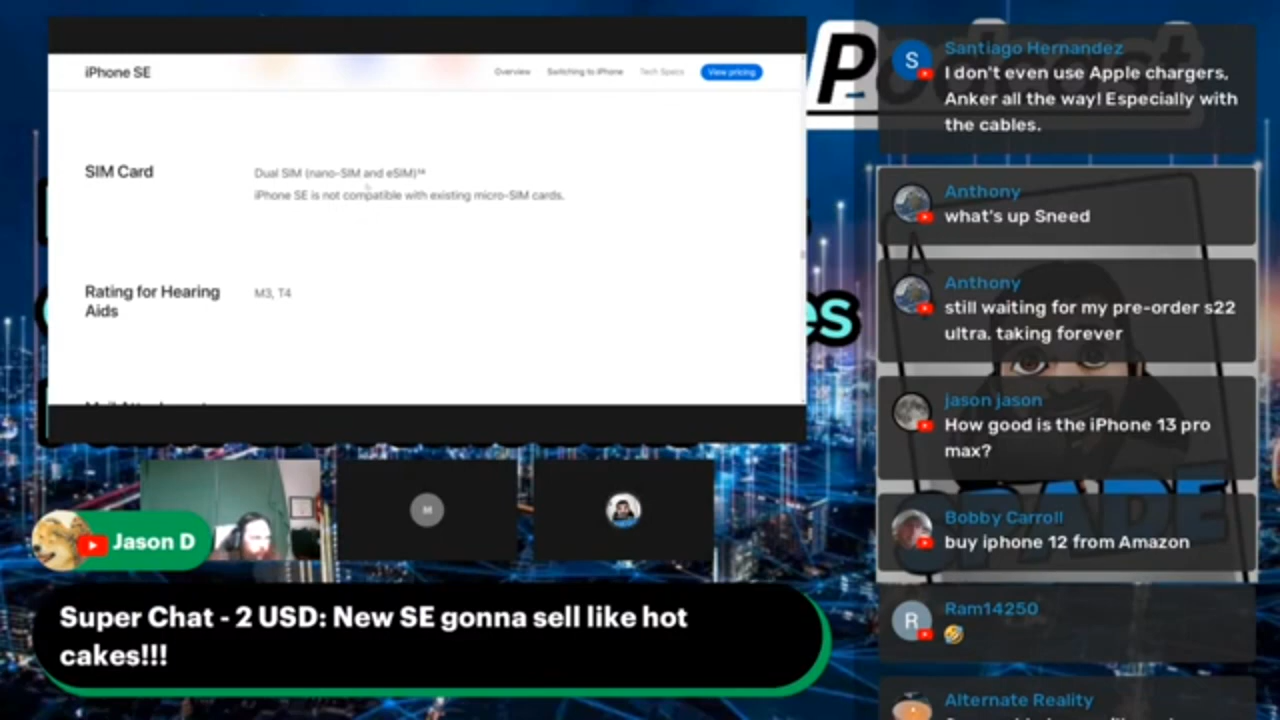 iPhone SE
Overview
Switching to iPhone
Tech Specs
View pricing
SIM Card
Dual SIM (nano-SIM and eSIM)¹⁴
iPhone SE is not compatible with existing micro-SIM cards.
Rating for Hearing
Aids
M3, T4
Podcast
es
M
Jason D
Super Chat - 2 USD: New SE gonna sell like hot
cakes!!!
S
Santiago Hernandez
I don't even use Apple chargers,
Anker all the way! Especially with
the cables.
Anthony
what's up Sneed
A
Anthony
still waiting for my pre-order s22
ultra. taking forever
jason jason
How good is the iPhone 13 pro
max?
SPADE
Bobby Carroll
buy iphone 12 from Amazon
R
Ram14250
🤣
Alternate Reality